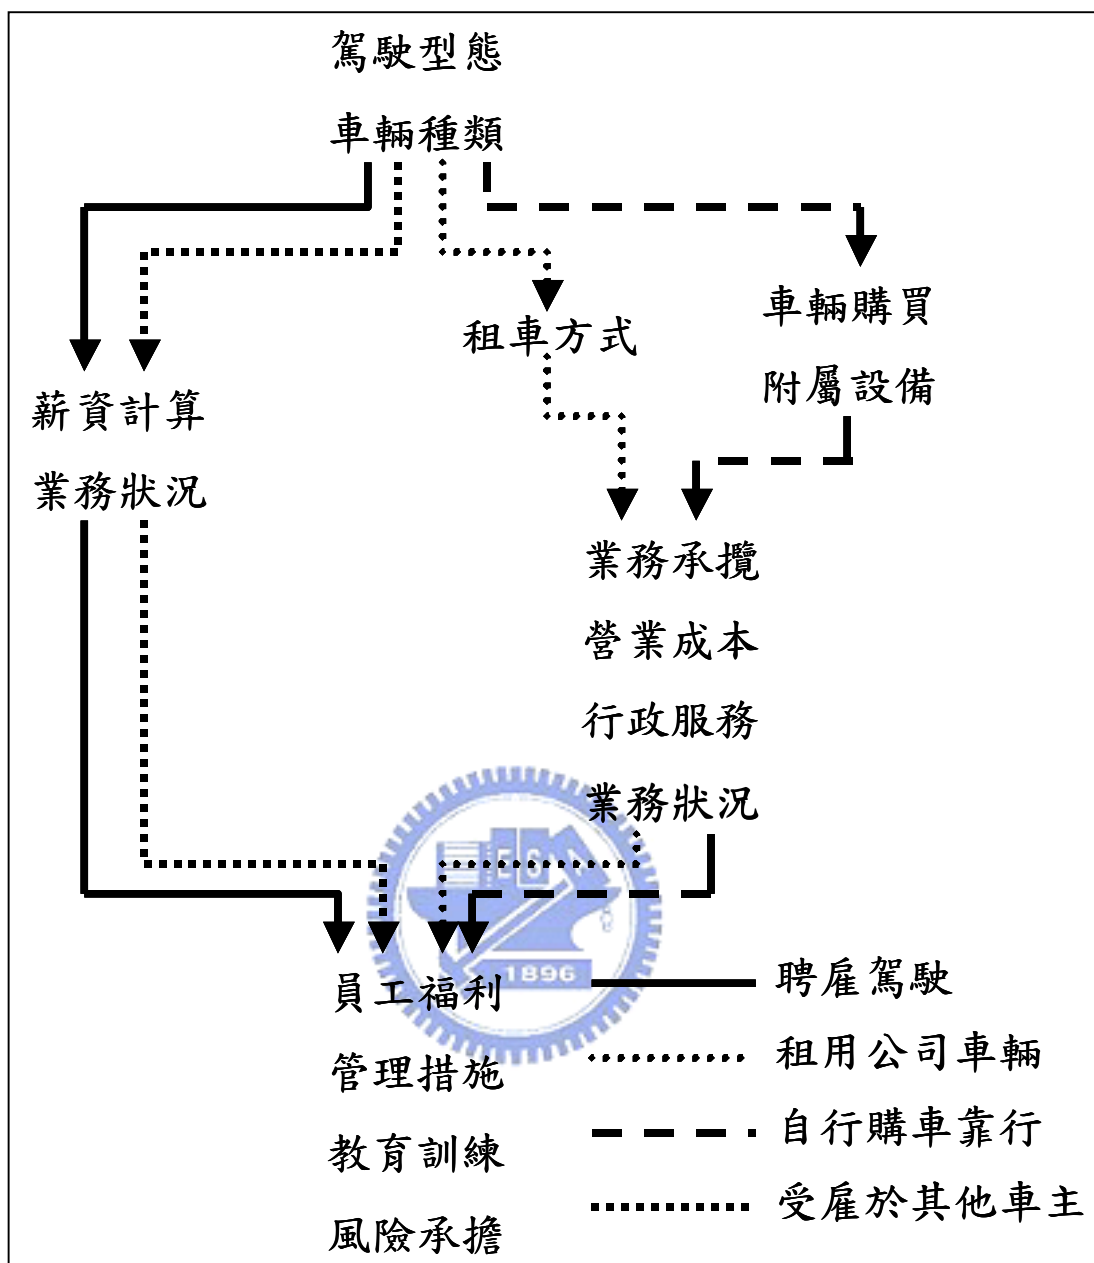 駕駛型態
車輛種類
租車方式
車輛購買
附屬設備
薪資計算
業務狀況
業務承攬
營業成本
行政服務
業務狀況
ES
1896
員工福利
管理措施
教育訓練
風險承擔
聘雇駕駛
租用公司車輛
自行購車靠行
受雇於其他車主